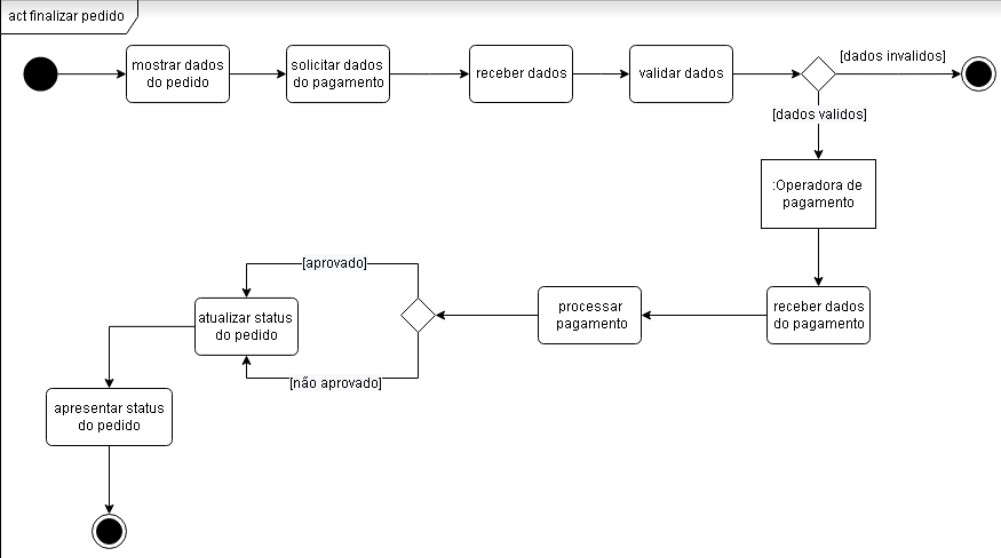 act finalizar pedido
mostrar dados
do pedido
solicitar dados
do pagamento
receber dados
validar dados
[dados invalidos]
[dados validos]
:Operadora de
pagamento
receber dados
do pagamento
processar
pagamento
[aprovado]
[não aprovado]
atualizar status
do pedido
apresentar status
do pedido